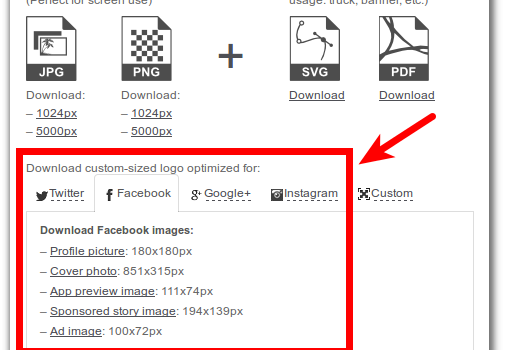 (Perfect for screen use)
usage: truck, banner, etc.)
JPG
PNG
+
SVG
PDF
Download:
Download:
Download
Download
– 1024px
– 1024px
– 5000px
– 5000px
Download custom-sized logo optimized for:
Twitter
Facebook
Google+
Instagram
Custom
Download Facebook images:
– Profile picture: 180x180px
– Cover photo: 851x315px
– App preview image: 111x74px
– Sponsored story image: 194x139px
– Ad image: 100x72px